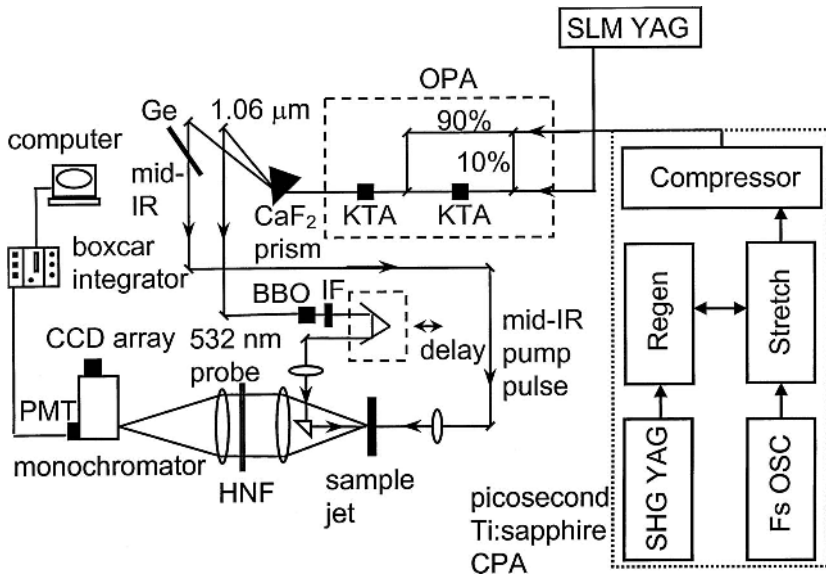 SLM YAG
OPA
Ge
1.06 μm
90%
10%
computer
mid-
IR
CaF2
prism
KTA
KTA
Compressor
boxcar
integrator
BBO
IF
CCD array
532 nm
probe
delay
mid-IR
pump
pulse
Regen
Stretch
PMT
monochromator
HNF
sample
jet
picosecond
Ti:sapphire
CPA
SHG YAG
Fs OSC